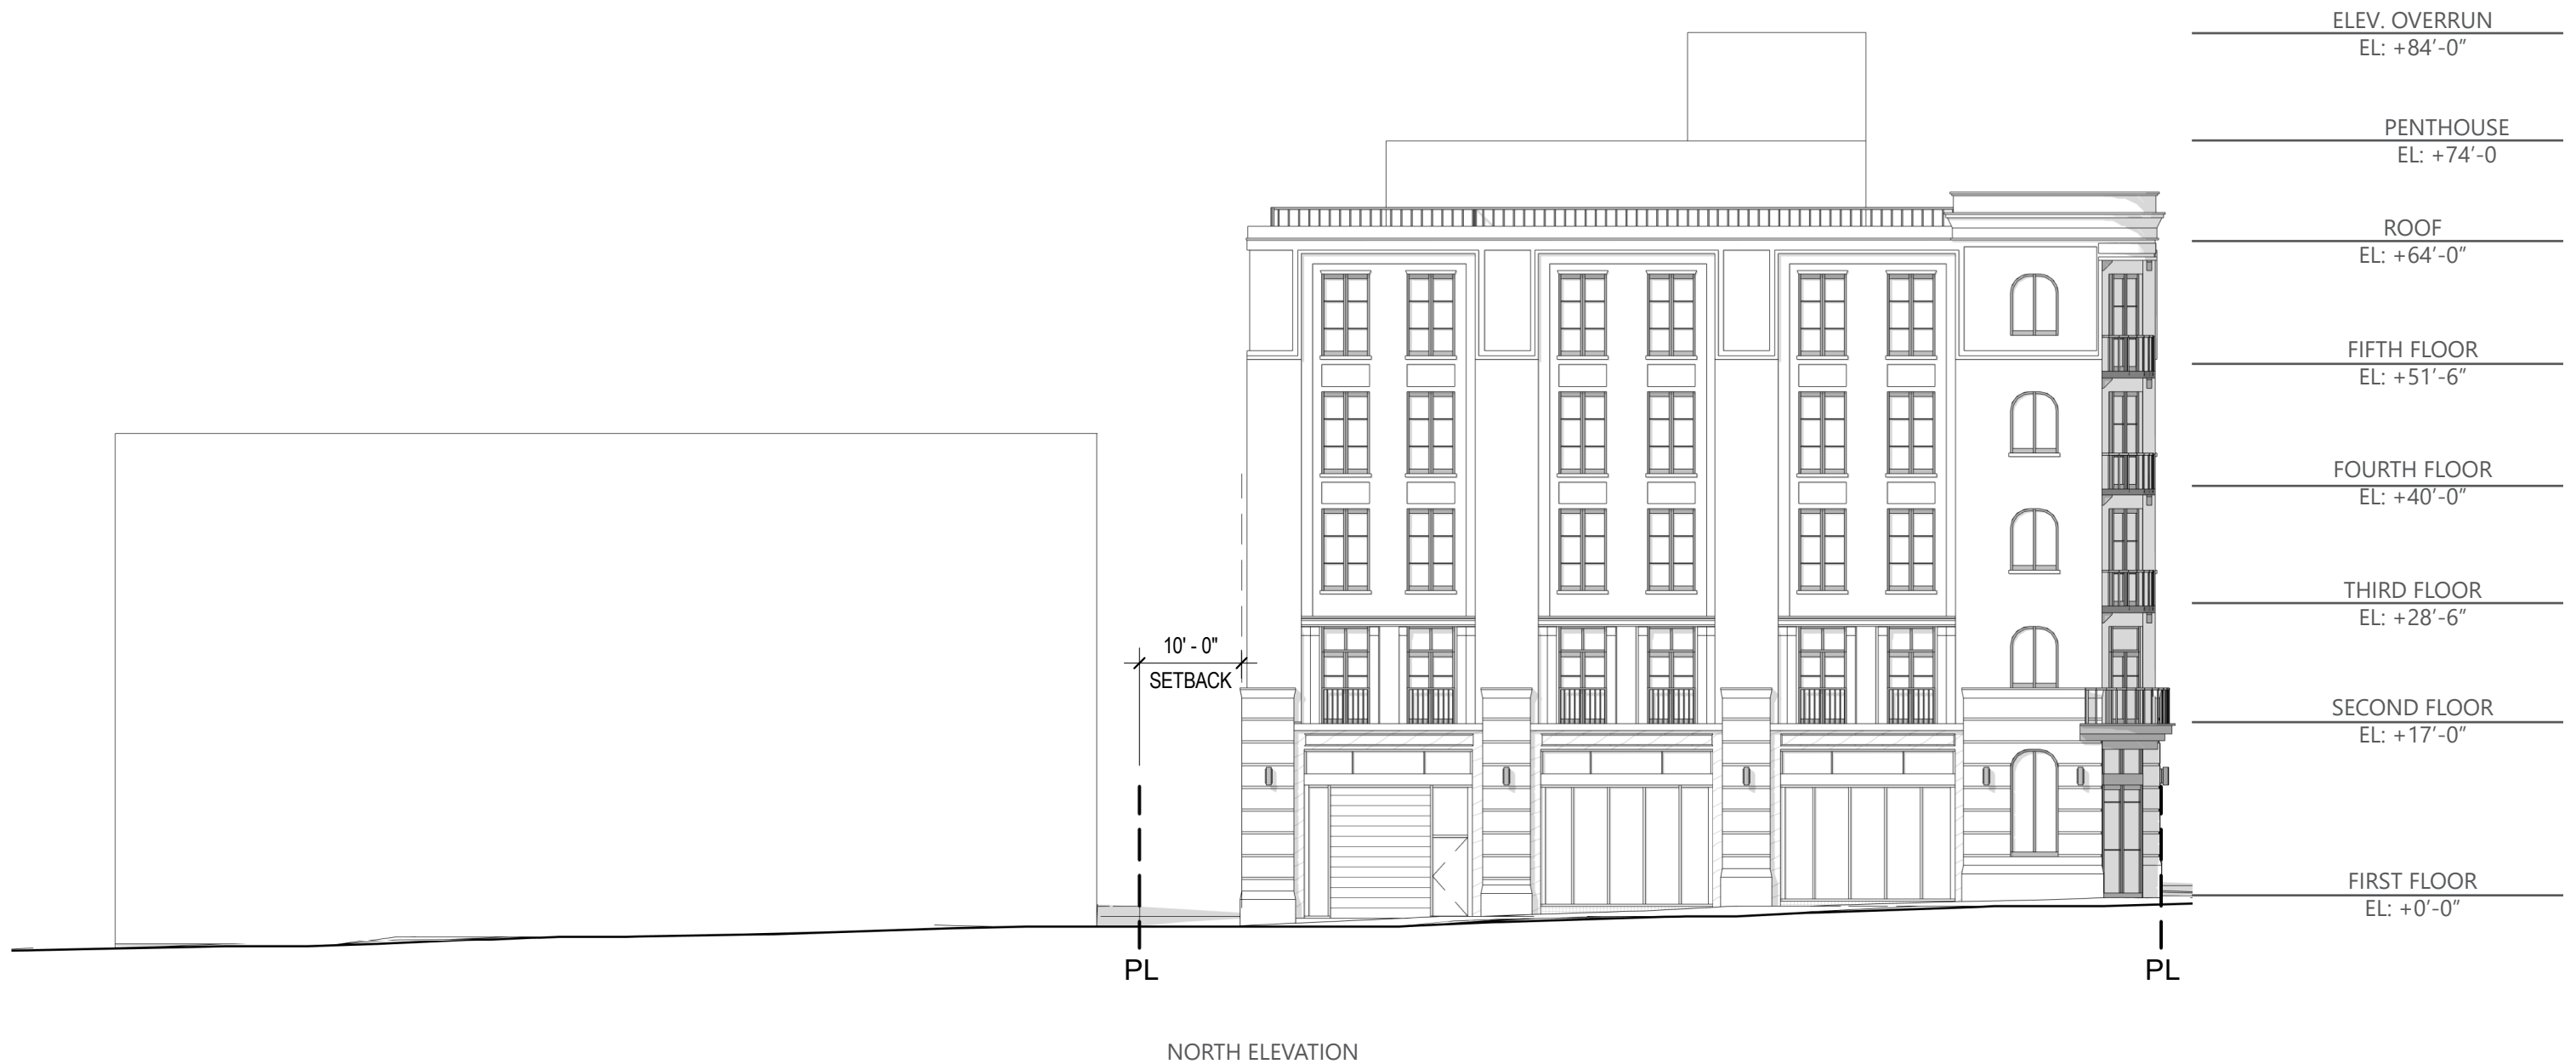 ELEV. OVERRUN
EL: +84’-0”
PENTHOUSE
EL: +74’-0
ROOF
EL: +64’-0”
FIFTH FLOOR
EL: +51’-6”
FOURTH FLOOR
EL: +40’-0”
THIRD FLOOR
EL: +28’-6”
10' - 0"
SETBACK
SECOND FLOOR
EL: +17’-0”
FIRST FLOOR
EL: +0’-0”
PL
PL
NORTH ELEVATION